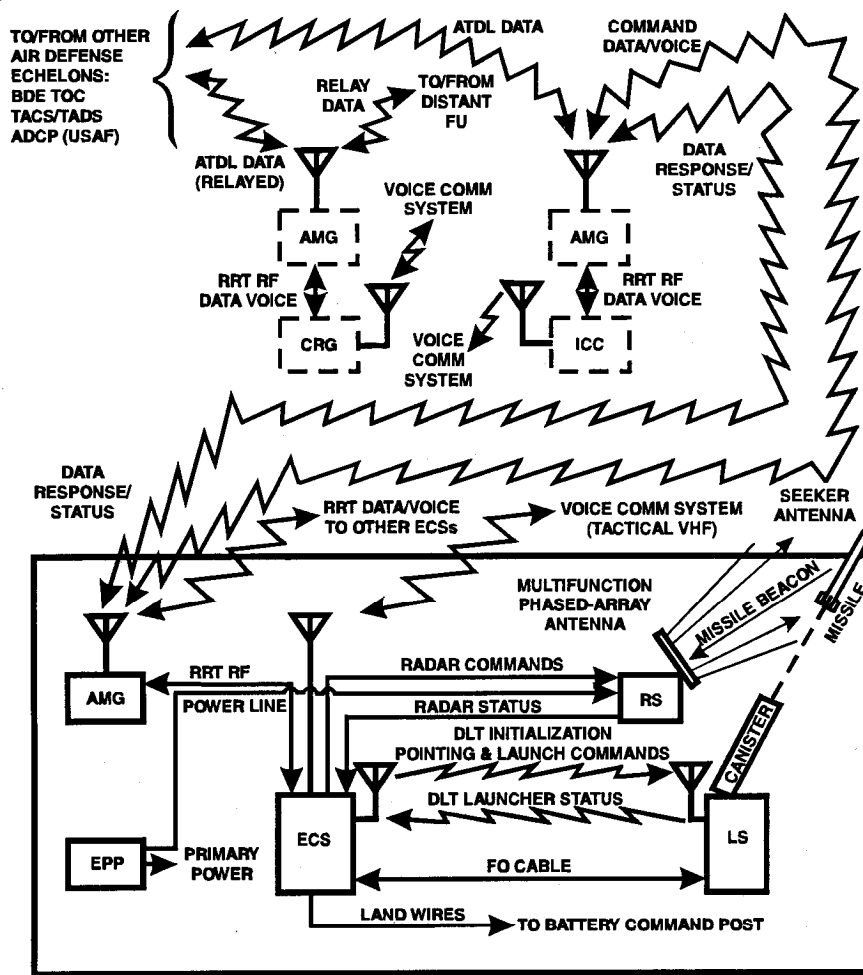 TO/FROM OTHER
AIR DEFENSE
ECHELONS:
BDE TOC
TACS/TADS
ADCP (USAF)
ATDL DATA
COMMAND
DATA/VOICE
RELAY
DATA
TO/FROM
DISTANT
FU
ATDL DATA
(RELAYED)
DATA
RESPONSE/
STATUS
VOICE COMM
SYSTEM
AMG
AMG
RRT RF
DATA VOICE
RRT RF
DATA VOICE
CRG
VOICE
COMM
SYSTEM
ICC
DATA
RESPONSE/
STATUS
RRT DATA/VOICE
TO OTHER ECSs
VOICE COMM SYSTEM
(TACTICAL VHF)
SEEKER
ANTENNA
MULTIFUNCTION
PHASED-ARRAY
ANTENNA
MISSILE BEACON
MISSILE
AMG
RRT RF
POWER LINE
RADAR COMMANDS
RS
RADAR STATUS
DLT INITIALIZATION
POINTING & LAUNCH COMMANDS
CANISTER
DLT LAUNCHER STATUS
ECS
LS
EPP
PRIMARY
POWER
FO CABLE
LAND WIRES
TO BATTERY COMMAND POST